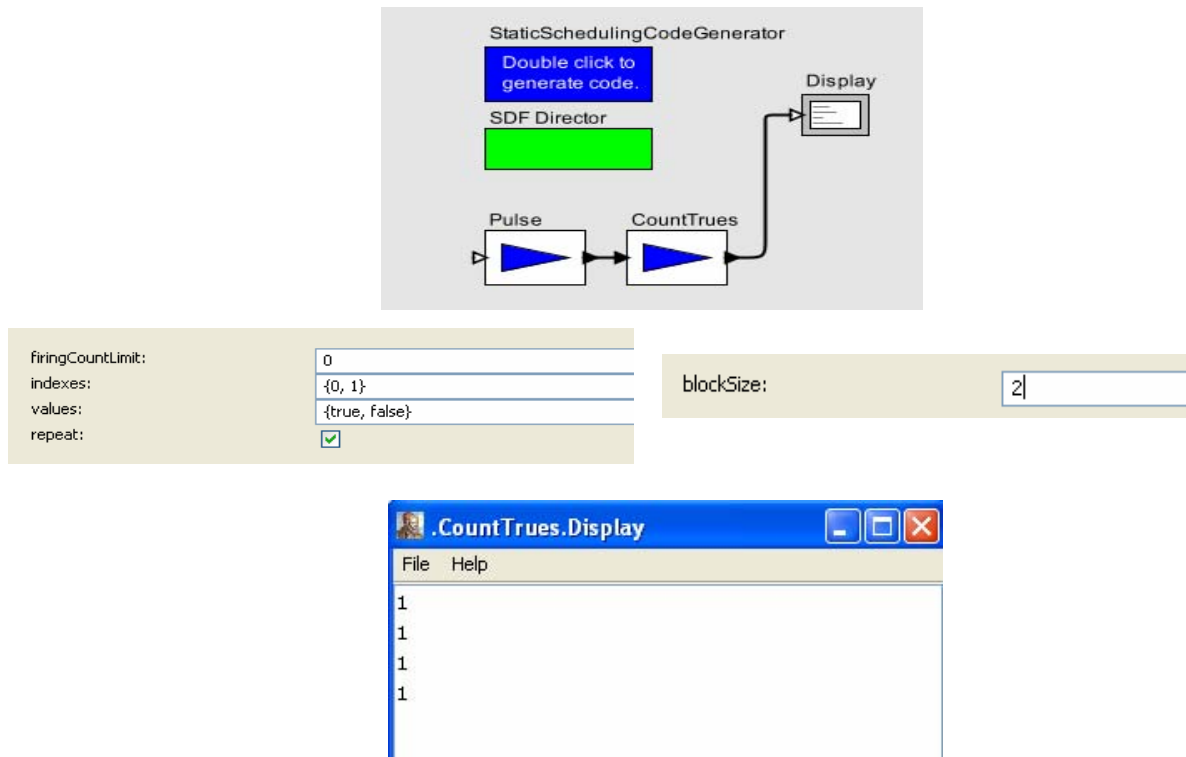 StaticSchedulingCodeGenerator
Double click to
generate code.
Display
SDF Director
Pulse
CountTrues
firingCountLimit:
0
indexes:
{0, 1}
values:
{true, false}
repeat:
blockSize:
2
.CountTrues.Display
File Help
1
1
1
1